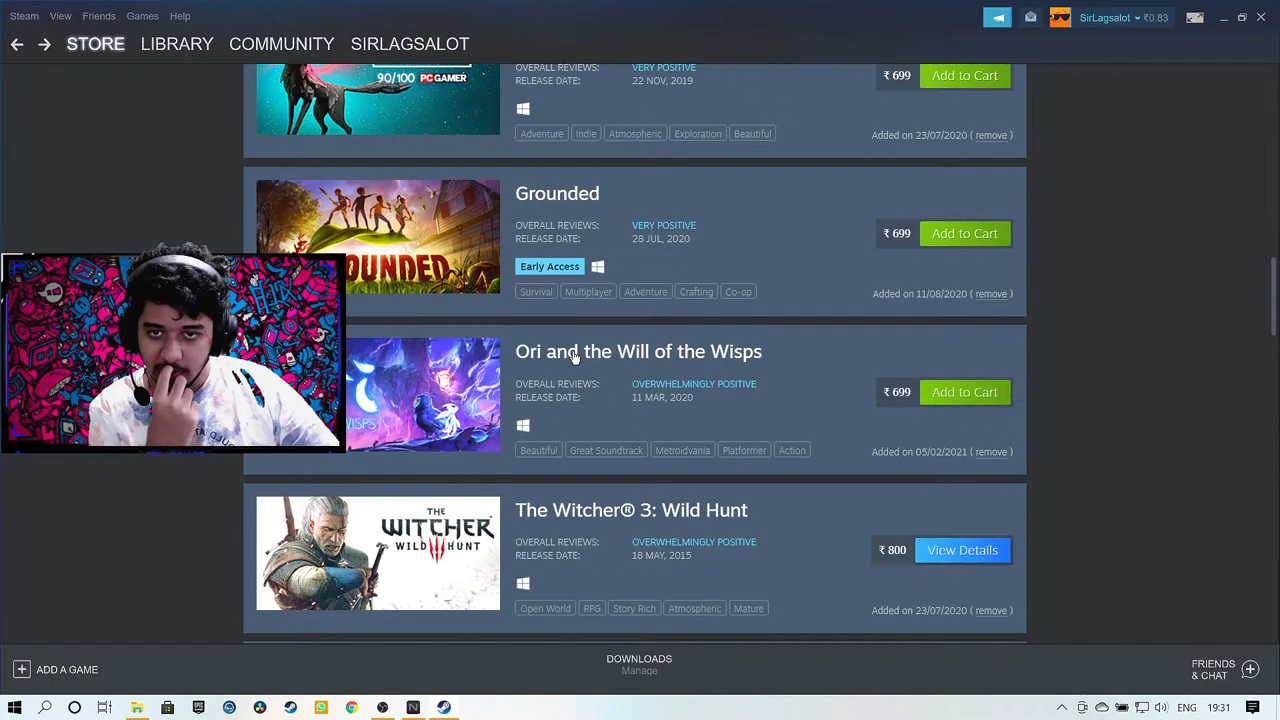 Steam View Friends Games Help
SirLagsalot ₹ 0.83
STORE LIBRARY COMMUNITY SIRLAGSALOT
90/100 PC GAMER
OVERALL REVIEWS: VERY POSITIVE
RELEASE DATE: 22 NOV, 2019
₹ 699 Add to Cart
Adventure Indie Atmospheric Exploration Beautiful
Added on 23/07/2020 ( remove )
Grounded
OVERALL REVIEWS: VERY POSITIVE
RELEASE DATE: 28 JUL, 2020
₹ 699 Add to Cart
Early Access
OUNDED
Survival Multiplayer Adventure Crafting Co-op
Added on 11/08/2020 ( remove )
Ori and the Will of the Wisps
OVERALL REVIEWS: OVERWHELMINGLY POSITIVE
RELEASE DATE: 11 MAR, 2020
₹ 699 Add to Cart
WISPS
Beautiful Great Soundtrack Metroidvania Platformer Action
Added on 05/02/2021 ( remove )
The Witcher® 3: Wild Hunt
OVERALL REVIEWS: OVERWHELMINGLY POSITIVE
RELEASE DATE: 18 MAY, 2015
₹ 800 View Details
THE
WITCHER
WILD HUNT
Open World RPG Story Rich Atmospheric Mature
Added on 23/07/2020 ( remove )
ADD A GAME
DOWNLOADS
Manage
FRIENDS
& CHAT
EPIC
ENG 19:31